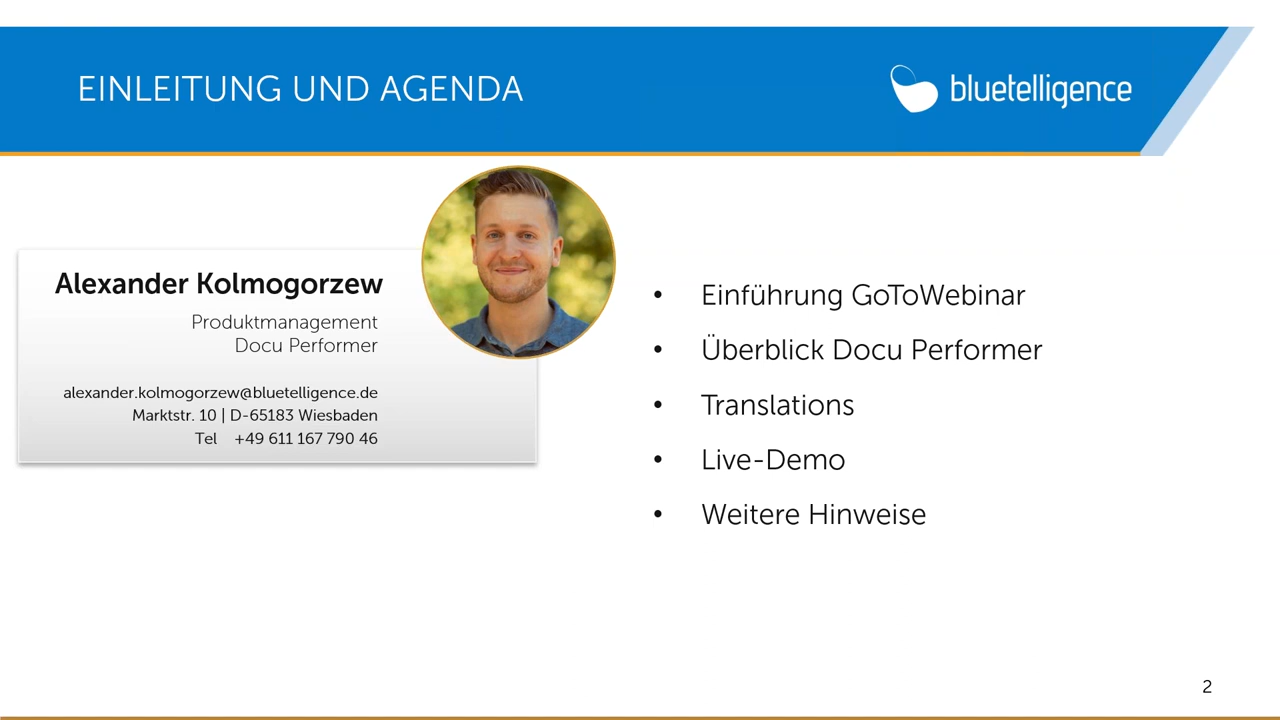 EINLEITUNG UND AGENDA
bluetelligence
Alexander Kolmogorzew
Produktmanagement
Docu Performer
alexander.kolmogorzew@bluetelligence.de
Marktstr. 10 | D-65183 Wiesbaden
Tel +49 611 167 790 46
• Einführung GoToWebinar
• Überblick Docu Performer
• Translations
• Live-Demo
• Weitere Hinweise
2